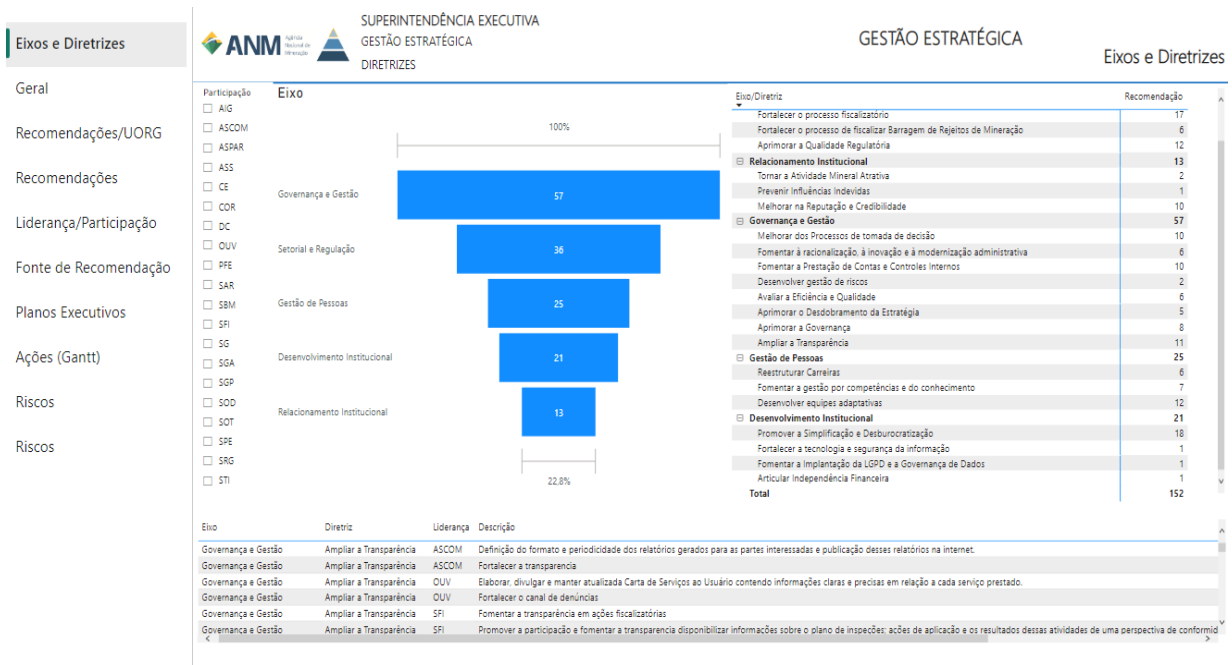 Eixos e Diretrizes
Geral
Recomendações/UORG
Recomendações
Liderança/Participação
Fonte de Recomendação
Planos Executivos
Ações (Gantt)
Riscos
Riscos
ANM Agência Nacional de Mineração
SUPERINTENDÊNCIA EXECUTIVA
GESTÃO ESTRATÉGICA
DIRETRIZES
GESTÃO ESTRATÉGICA
Eixos e Diretrizes
Participação
AIG
ASCOM
ASPAR
ASS
CE
COR
DC
OUV
PFE
SAR
SBM
SFI
SG
SGA
SGP
SOD
SOT
SPE
SRG
STI
Eixo
100%
Governança e Gestão 57
Setorial e Regulação 36
Gestão de Pessoas 25
Desenvolvimento Institucional 21
Relacionamento Institucional 13
22.8%
Eixo/Diretriz Recomendação
Fortalecer o processo fiscalizatório 17
Fortalecer o processo de fiscalizar Barragem de Rejeitos de Mineração 6
Aprimorar a Qualidade Regulatória 12
Relacionamento Institucional 13
Tornar a Atividade Mineral Atrativa 2
Prevenir Influências Indevidas 1
Melhorar na Reputação e Credibilidade 10
Governança e Gestão 57
Melhorar dos Processos de tomada de decisão 10
Fomentar à racionalização, à inovação e à modernização administrativa 6
Fomentar a Prestação de Contas e Controles Internos 10
Desenvolver gestão de riscos 2
Avaliar a Eficiência e Qualidade 6
Aprimorar o Desdobramento da Estratégia 5
Aprimorar a Governança 8
Ampliar a Transparência 11
Gestão de Pessoas 25
Reestruturar Carreiras 6
Fomentar a gestão por competências e do conhecimento 7
Desenvolver equipes adaptativas 12
Desenvolvimento Institucional 21
Promover a Simplificação e Desburocratização 18
Fortalecer a tecnologia e segurança da informação 1
Fomentar a Implantação da LGPD e a Governança de Dados 1
Articular Independência Financeira 1
Total 152
Eixo Diretriz Liderança Descrição
Governança e Gestão Ampliar a Transparência ASCOM Definição do formato e periodicidade dos relatórios gerados para as partes interessadas e publicação desses relatórios na internet.
Governança e Gestão Ampliar a Transparência ASCOM Fortalecer a transparencia
Governança e Gestão Ampliar a Transparência OUV Elaborar, divulgar e manter atualizada Carta de Serviços ao Usuário contendo informações claras e precisas em relação a cada serviço prestado.
Governança e Gestão Ampliar a Transparência OUV Fortalecer o canal de denúncias
Governança e Gestão Ampliar a Transparência SFI Fomentar a transparência em ações fiscalizatórias
Governança e Gestão Ampliar a Transparência SFI Promover a participação e fomentar a transparencia disponibilizar informações sobre o plano de inspeções; ações de aplicação e os resultados dessas atividades de uma perspectiva de conformid